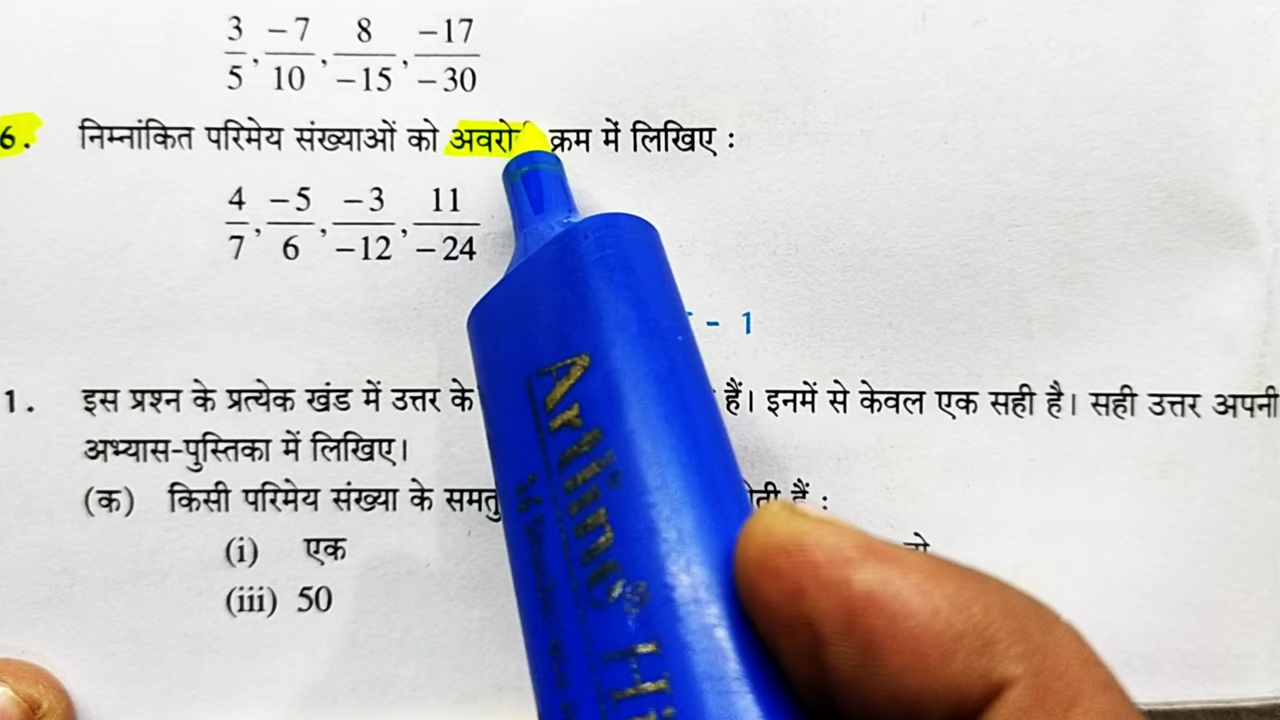 3/5, -7/10, 8/-15, -17/-30
6. निम्नांकित परिमेय संख्याओं को क्रम में लिखिए :
4/7, -5/6, -3/-12, 11/-24
- 1
1. इस प्रश्न के प्रत्येक खंड में उत्तर के हैं। इनमें से केवल एक सही है। सही उत्तर अपनी
अभ्यास-पुस्तिका में लिखिए।
(क) किसी परिमेय संख्या के हैं :
(i) एक
(iii) 50
Artline